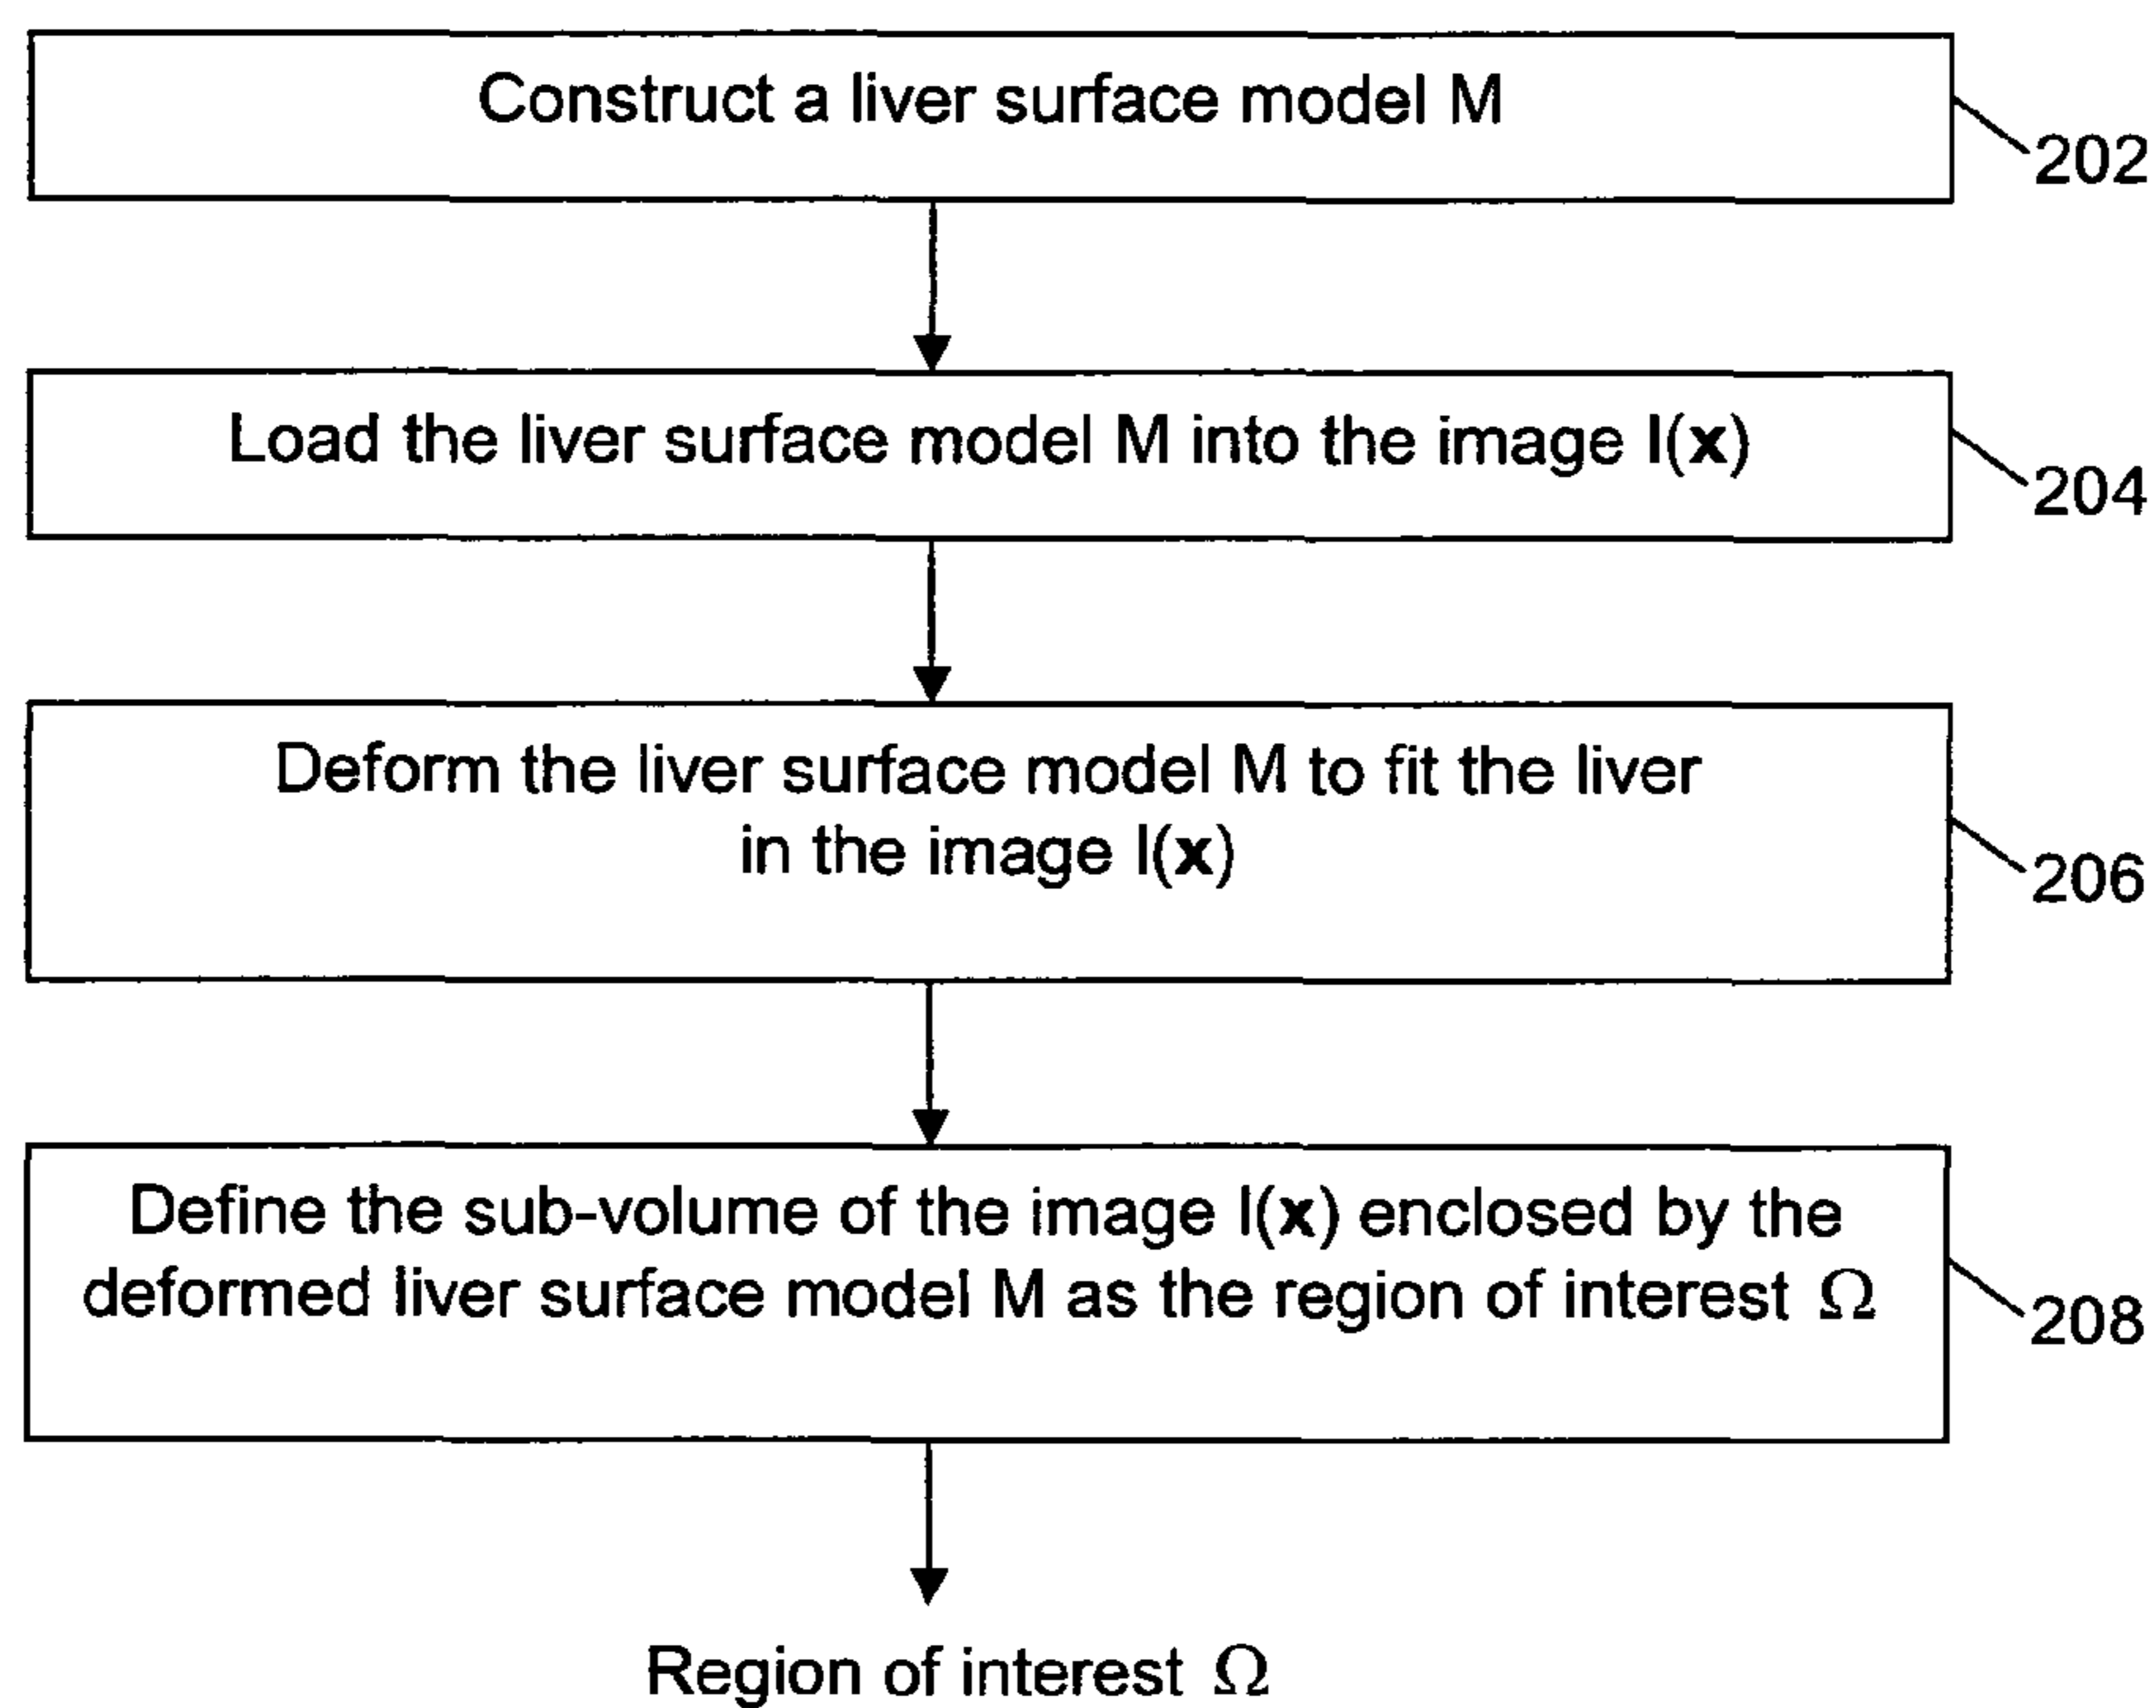 Construct a liver surface model M
202
Load the liver surface model M into the image I(x)
204
Deform the liver surface model M to fit the liver
in the image I(x)
206
Define the sub-volume of the image I(x) enclosed by the
deformed liver surface model M as the region of interest Ω
208
Region of interest Ω